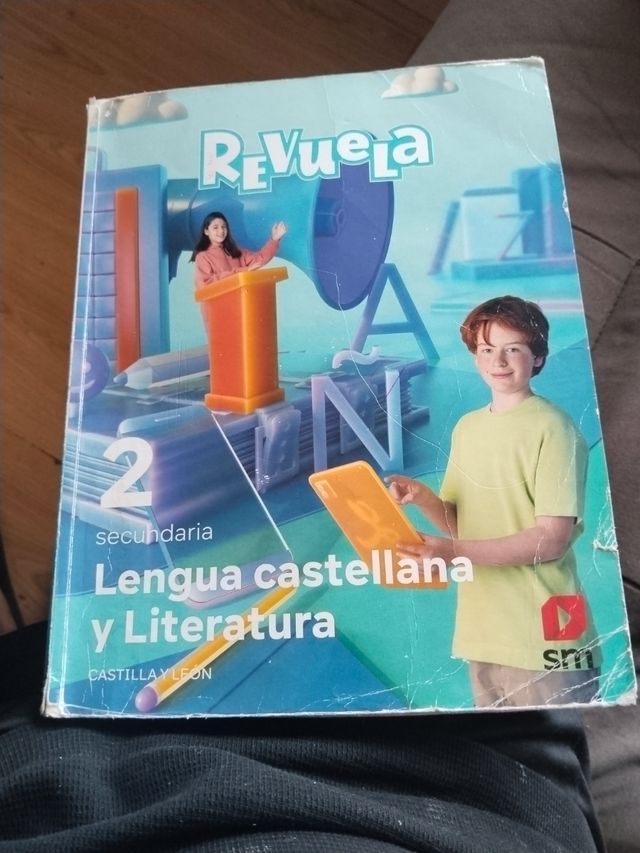 REVUELA
A
Ñ
2
secundaria
Lengua castellana
y Literatura
CASTILLA Y LEÓN
sm